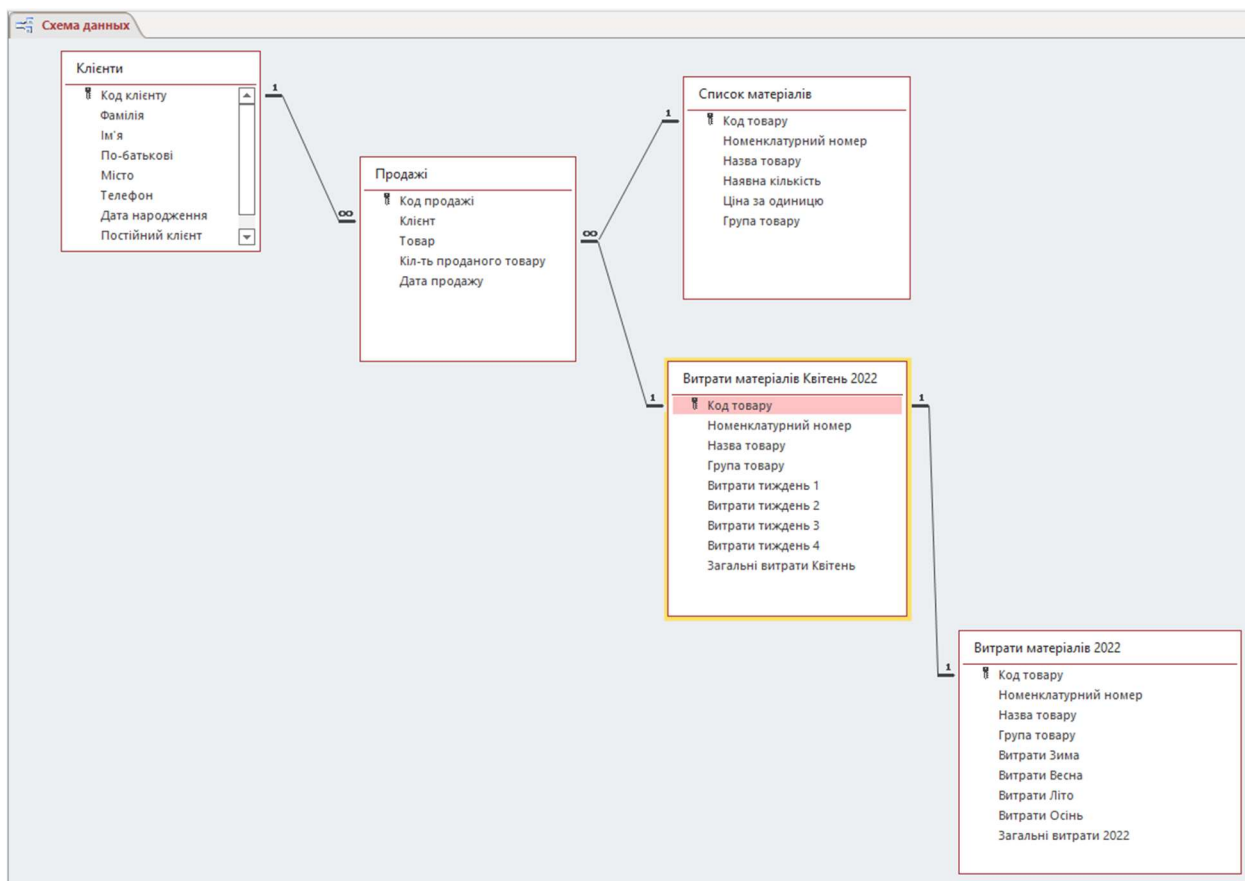 Схема данных
Клієнти
Код клієнту
Фамілія
Ім'я
По-батькові
Місто
Телефон
Дата народження
Постійний клієнт
1
∞
Продажі
Код продажі
Клієнт
Товар
Кіл-ть проданого товару
Дата продажу
∞
1
Список матеріалів
Код товару
Номенклатурний номер
Назва товару
Наявна кількість
Ціна за одиницю
Група товару
1
Витрати матеріалів Квітень 2022
Код товару
Номенклатурний номер
Назва товару
Група товару
Витрати тиждень 1
Витрати тиждень 2
Витрати тиждень 3
Витрати тиждень 4
Загальні витрати Квітень
1
1
Витрати матеріалів 2022
Код товару
Номенклатурний номер
Назва товару
Група товару
Витрати Зима
Витрати Весна
Витрати Літо
Витрати Осінь
Загальні витрати 2022